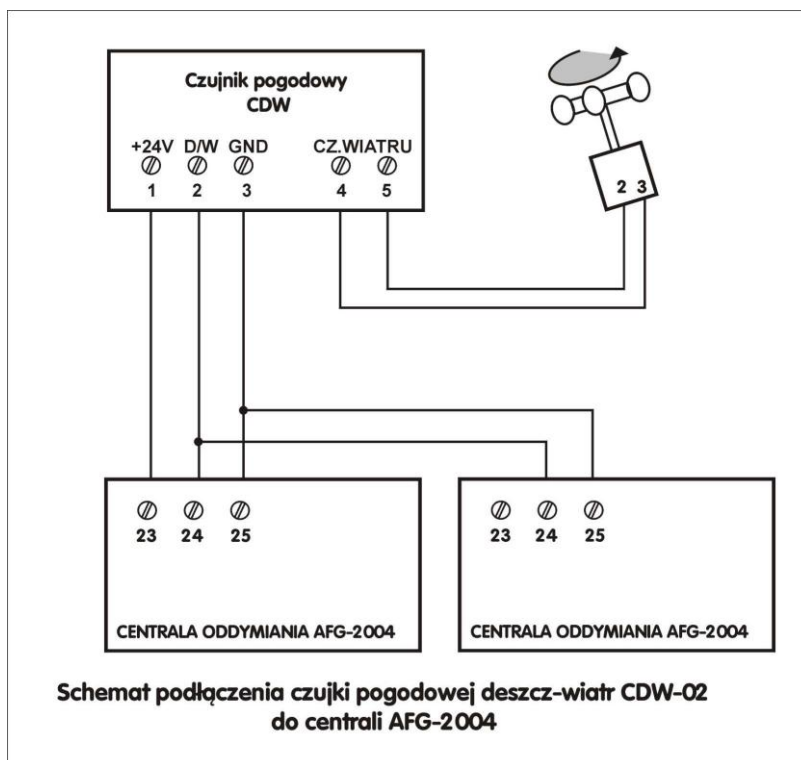 Czujnik pogodowy
CDW
+24V D/W GND CZ.WIATRU
1 2 3 4 5
2 3
23 24 25
23 24 25
CENTRALA ODDYMIANIA AFG-2004
CENTRALA ODDYMIANIA AFG-2004
Schemat podłączenia czujki pogodowej deszcz-wiatr CDW-02
do centrali AFG-2004